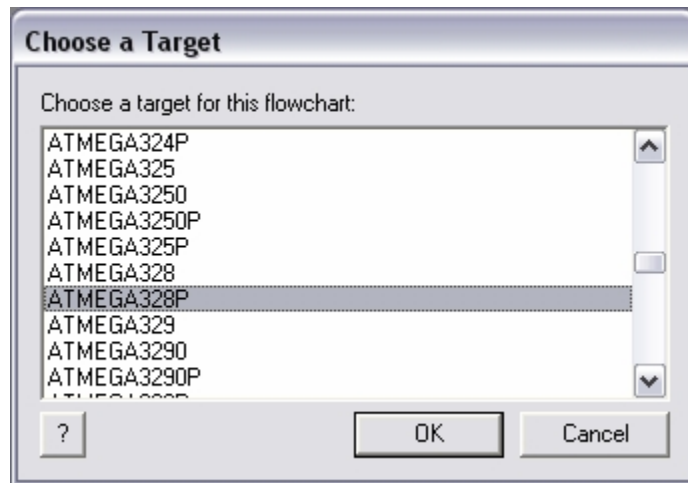 Choose a Target
Choose a target for this flowchart:
ATMEGA324P
ATMEGA325
ATMEGA3250
ATMEGA3250P
ATMEGA325P
ATMEGA328
ATMEGA328P
ATMEGA329
ATMEGA3290
ATMEGA3290P
?
OK
Cancel